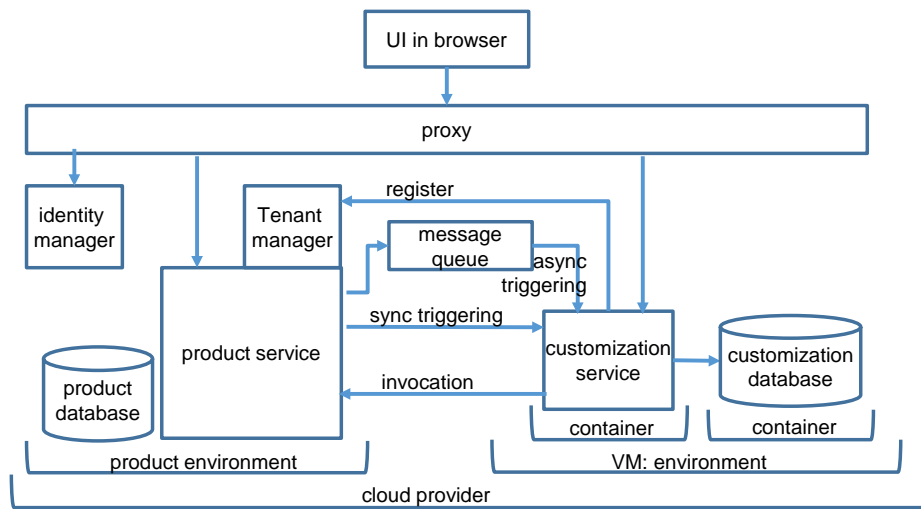 UI in browser
proxy
identity
manager
Tenant
manager
register
message
queue
async
triggering
sync triggering
product service
customization
service
customization
database
product
database
invocation
container
container
product environment
VM: environment
cloud provider